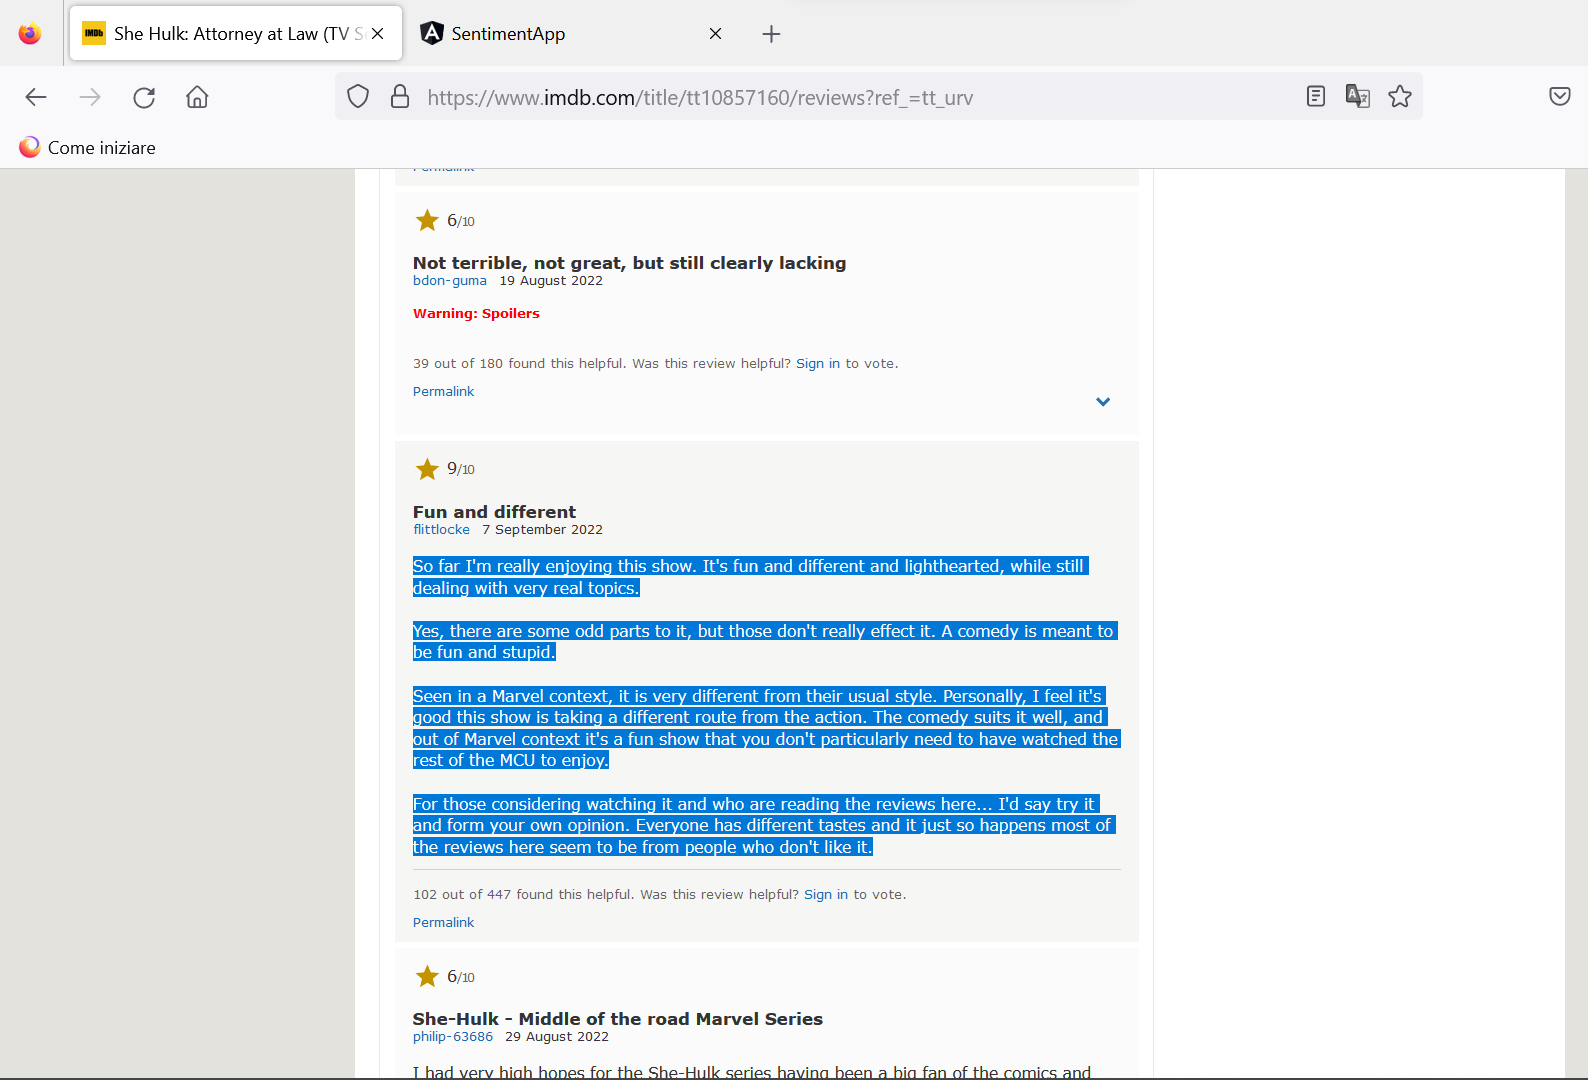 She Hulk: Attorney at Law (TV S
SentimentApp
https://www.imdb.com/title/tt10857160/reviews?ref_=tt_urv
Come iniziare
Permalink
6/10
Not terrible, not great, but still clearly lacking
bdon-guma 19 August 2022
Warning: Spoilers
39 out of 180 found this helpful. Was this review helpful? Sign in to vote.
Permalink
9/10
Fun and different
flittlocke 7 September 2022
So far I'm really enjoying this show. It's fun and different and lighthearted, while still
dealing with very real topics.
Yes, there are some odd parts to it, but those don't really effect it. A comedy is meant to
be fun and stupid.
Seen in a Marvel context, it is very different from their usual style. Personally, I feel it's
good this show is taking a different route from the action. The comedy suits it well, and
out of Marvel context it's a fun show that you don't particularly need to have watched the
rest of the MCU to enjoy.
For those considering watching it and who are reading the reviews here... I'd say try it
and form your own opinion. Everyone has different tastes and it just so happens most of
the reviews here seem to be from people who don't like it.
102 out of 447 found this helpful. Was this review helpful? Sign in to vote.
Permalink
6/10
She-Hulk - Middle of the road Marvel Series
philip-63686 29 August 2022
I had very high hopes for the She-Hulk series having been a big fan of the comics and